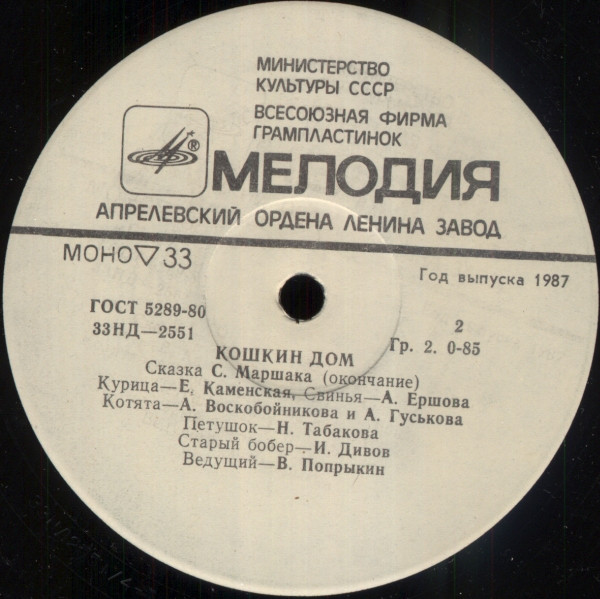 МИНИСТЕРСТВО
КУЛЬТУРЫ СССР
ВСЕСОЮЗНАЯ ФИРМА
ГРАМПЛАСТИНОК
®
МЕЛОДИЯ
АПРЕЛЕВСКИЙ ОРДЕНА ЛЕНИНА ЗАВОД
МОНО▽33
Год выпуска 1987
ГОСТ 5289-80
33НД—2551
2
Гр. 2. 0-85
КОШКИН ДОМ
Сказка С. Маршака (окончание)
Курица—Е. Каменская, Свинья—А. Ершова
Котята—А. Воскобойникова и А. Гуськова
Петушок—Н. Табакова
Старый бобер—И. Дивов
Ведущий—В. Попрыкин